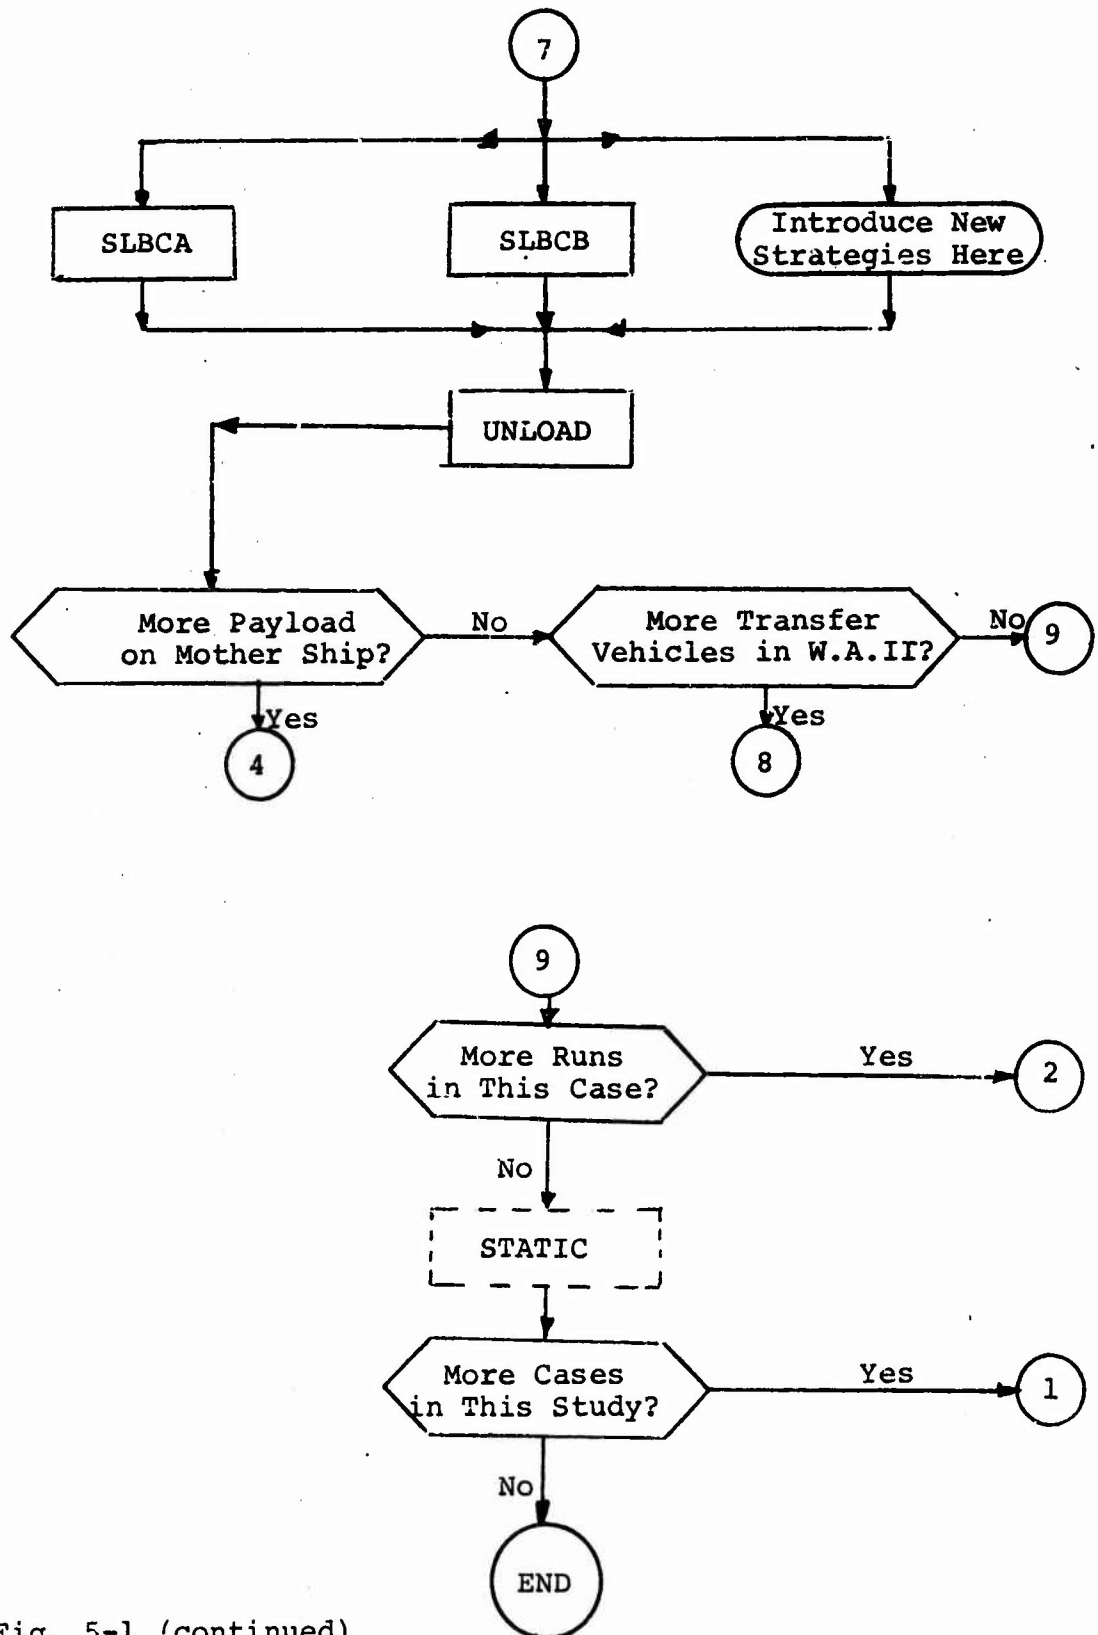 7
SLBCA
SLBCB
Introduce New
Strategies Here
UNLOAD
More Payload
on Mother Ship?
No
More Transfer
Vehicles in W.A.II?
No
9
Yes
4
Yes
8
9
More Runs
in This Case?
Yes
2
No
STATIC
More Cases
in This Study?
Yes
1
No
END
Fig. 5-1 (continued)